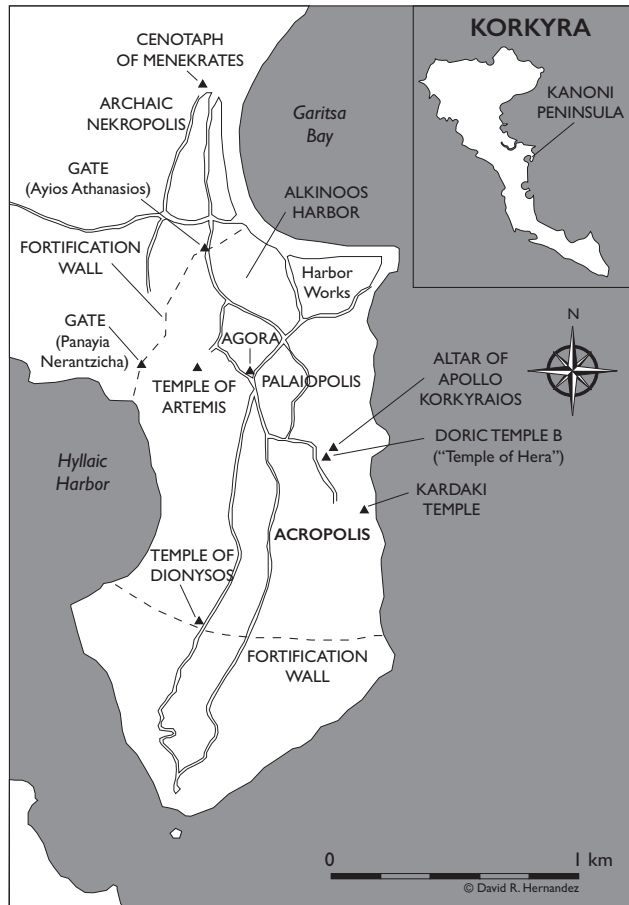 KORKYRA
KANONI
PENINSULA
CENOTAPH
OF MENEKRATES
ARCHAIC
NEKROPOLIS
Garitsa
Bay
GATE
(Ayios Athanasios)
ALKINOOS
HARBOR
FORTIFICATION
WALL
Harbor
Works
GATE
(Panayia
Nerantzicha)
AGORA
TEMPLE OF
ARTEMIS
PALAIOPOLIS
N
ALTAR OF
APOLLO
KORKYRAIOS
DORIC TEMPLE B
("Temple of Hera")
Hyllaic
Harbor
KARDAKI
TEMPLE
ACROPOLIS
TEMPLE OF
DIONYSOS
FORTIFICATION
WALL
0 1 km
© David R. Hernandez